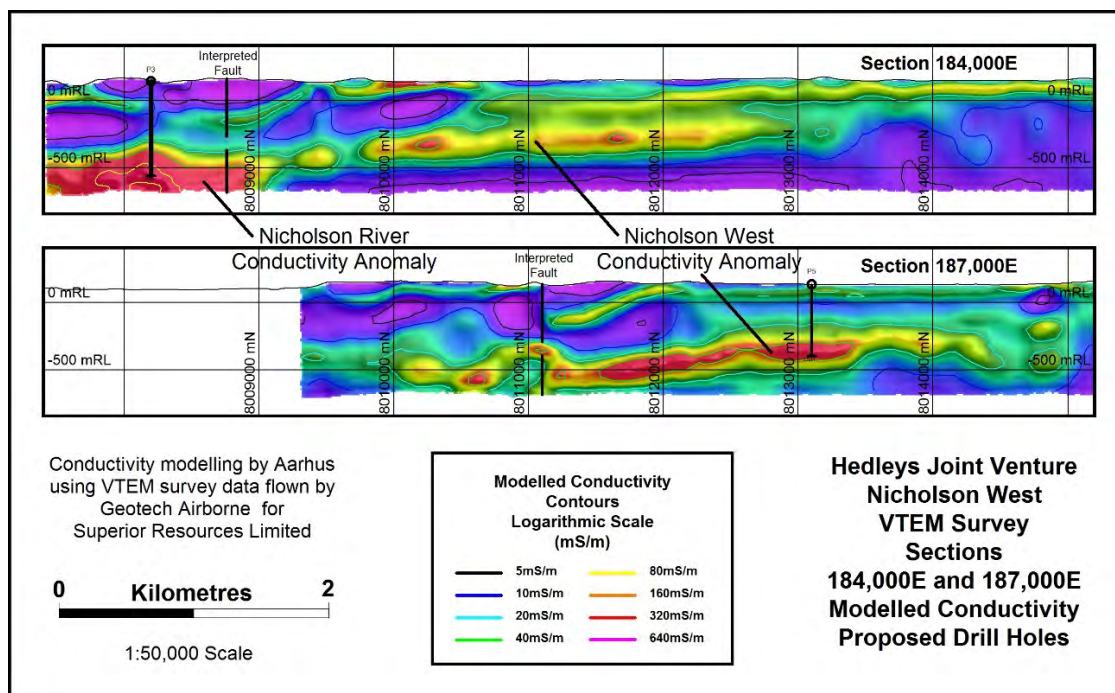 Section 184,000E
P3
Interpreted
Fault
0 mRL
0 mRL
-500 mRL
-500 mRL
8009000 mN
8010000 mN
8011000 mN
8012000 mN
8013000 mN
8014000 mN
Nicholson River
Conductivity Anomaly
Nicholson West
Conductivity Anomaly
Section 187,000E
Interpreted
Fault
P5
0 mRL
0 mRL
-500 mRL
-500 mRL
8009000 mN
8010000 mN
8011000 mN
8012000 mN
8013000 mN
8014000 mN
Conductivity modelling by Aarhus
using VTEM survey data flown by
Geotech Airborne for
Superior Resources Limited
0 Kilometres 2
1:50,000 Scale
Modelled Conductivity
Contours
Logarithmic Scale
(mS/m)
5mS/m 80mS/m
10mS/m 160mS/m
20mS/m 320mS/m
40mS/m 640mS/m
Hedleys Joint Venture
Nicholson West
VTEM Survey
Sections
184,000E and 187,000E
Modelled Conductivity
Proposed Drill Holes